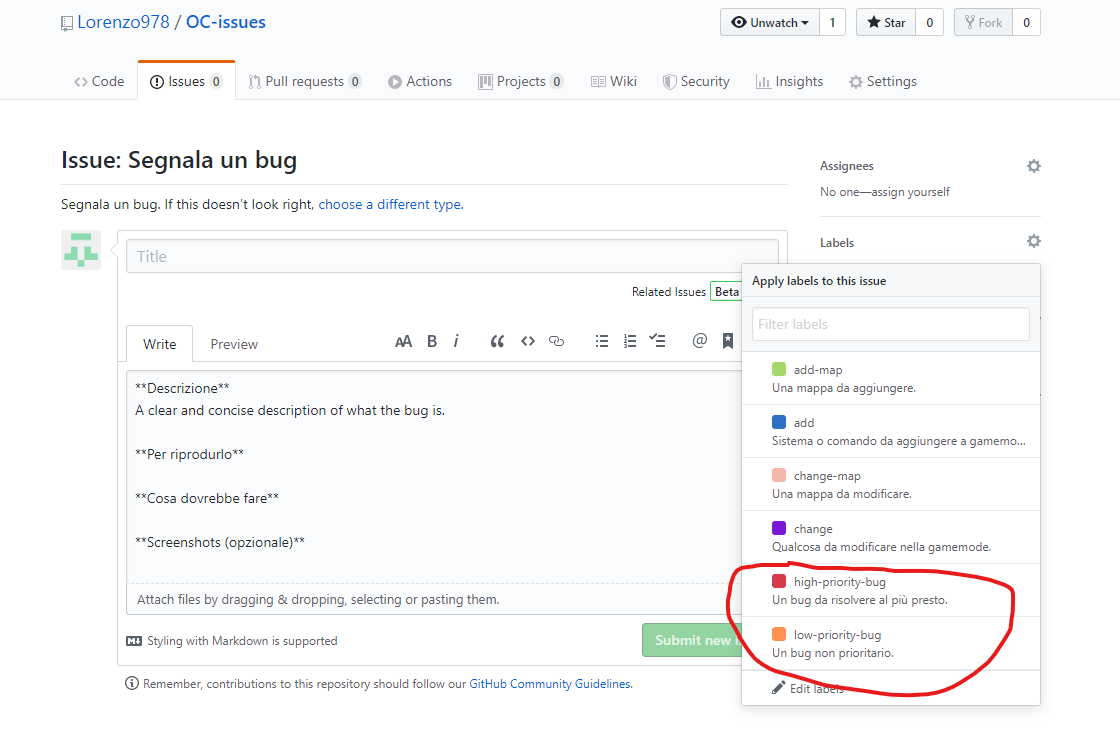 Lorenzo978 / OC-issues
Unwatch 1 Star 0 Fork 0
Code Issues 0 Pull requests 0 Actions Projects 0 Wiki Security Insights Settings
Issue: Segnala un bug
Segnala un bug. If this doesn't look right, choose a different type.
Title
Related Issues Beta
Write Preview AA B i
**Descrizione**
A clear and concise description of what the bug is.
**Per riprodurlo**
**Cosa dovrebbe fare**
**Screenshots (opzionale)**
Attach files by dragging & dropping, selecting or pasting them.
Styling with Markdown is supported
Submit new
Remember, contributions to this repository should follow our GitHub Community Guidelines.
Assignees
No one—assign yourself
Labels
Apply labels to this issue
Filter labels
add-map
Una mappa da aggiungere.
add
Sistema o comando da aggiungere a gamemo...
change-map
Una mappa da modificare.
change
Qualcosa da modificare nella gamemode.
high-priority-bug
Un bug da risolvere al più presto.
low-priority-bug
Un bug non prioritario.
Edit labels